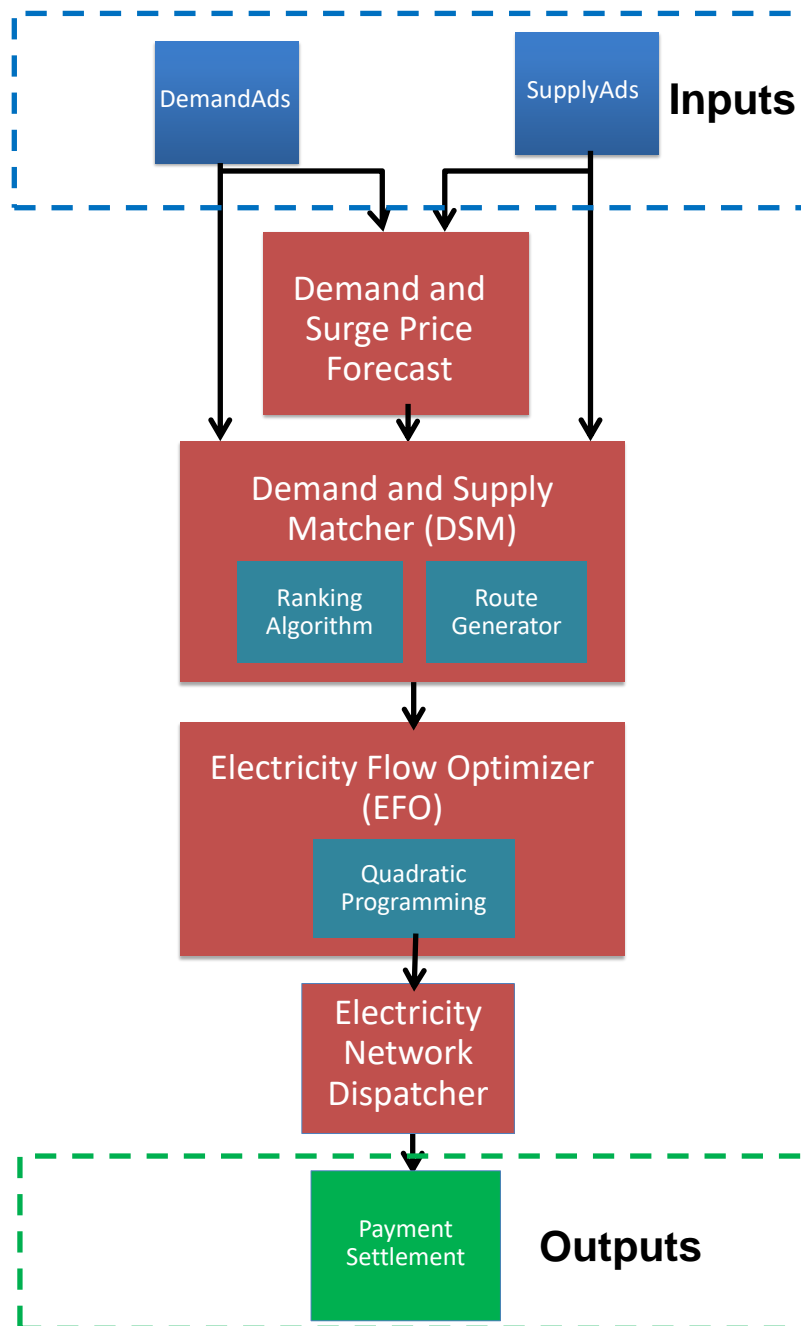 DemandAds
SupplyAds
Inputs
Demand and
Surge Price
Forecast
Demand and Supply
Matcher (DSM)
Ranking
Algorithm
Route
Generator
Electricity Flow Optimizer
(EFO)
Quadratic
Programming
Electricity
Network
Dispatcher
Payment
Settlement
Outputs